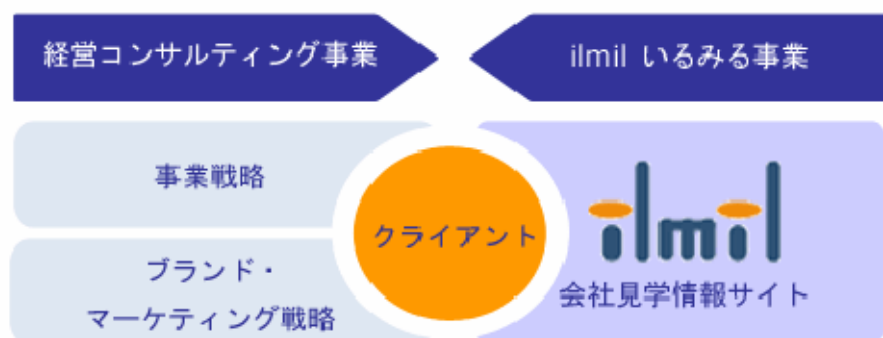 経営コンサルティング事業
ilmil いるみる事業
事業戦略
ブランド・
マーケティング戦略
クライアント
ilmil
会社見学情報サイト